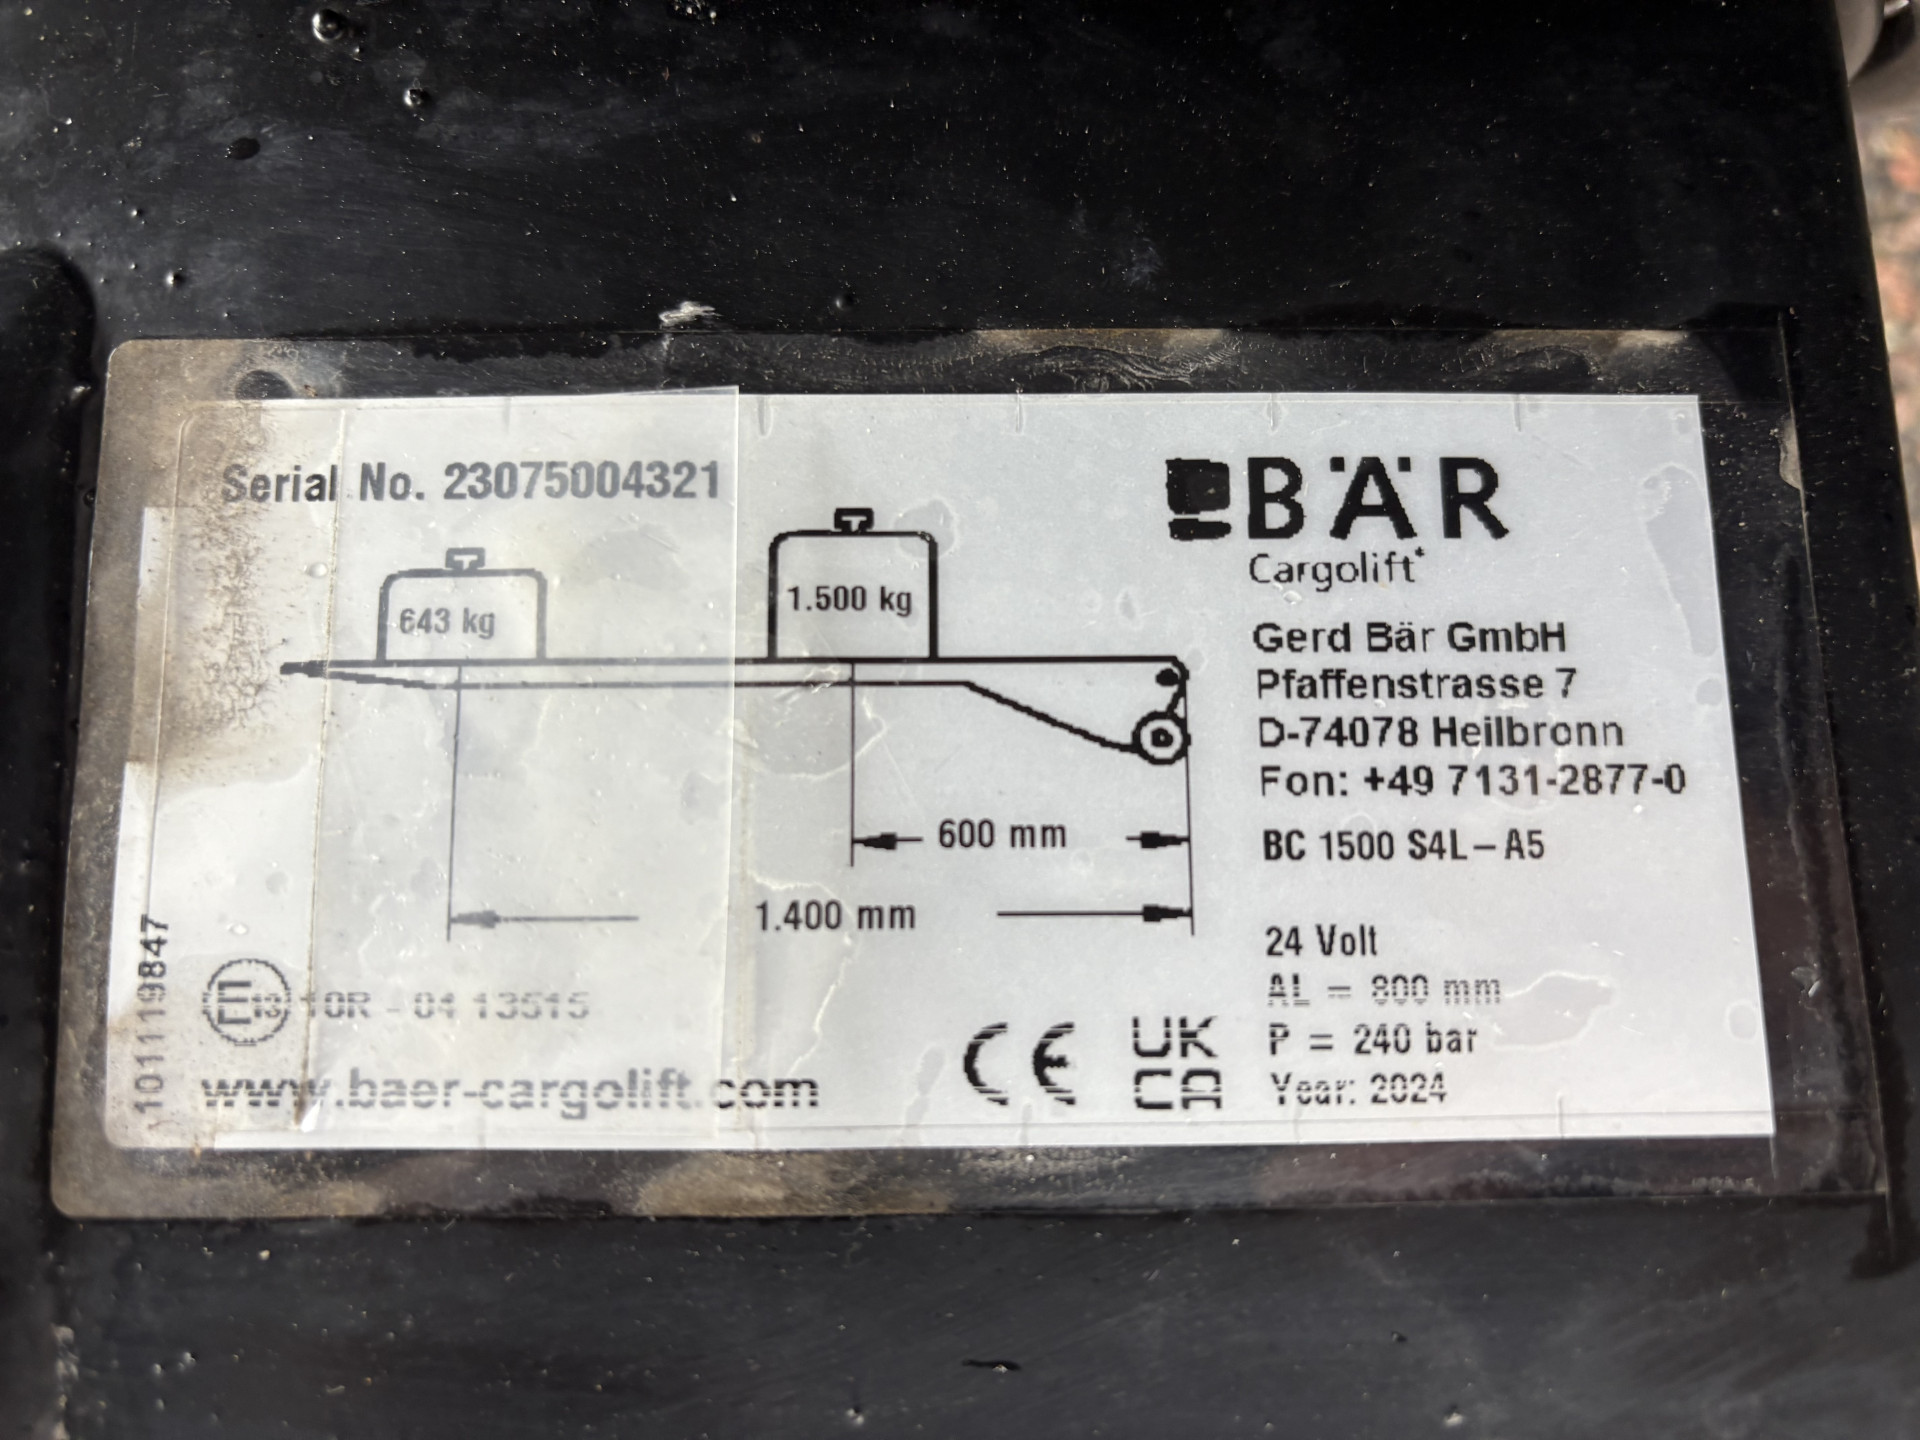 Serial No. 23075004321
643 kg
1.500 kg
600 mm
1.400 mm
101119847
10R - 04 13515
www.baer-cargolift.com
CE
UK
CA
BÄR
Cargolift
Gerd Bär GmbH
Pfaffenstrasse 7
D-74078 Heilbronn
Fon: +49 7131-2877-0
BC 1500 S4L-A5
24 Volt
AL = 800 mm
P = 240 bar
Year: 2024